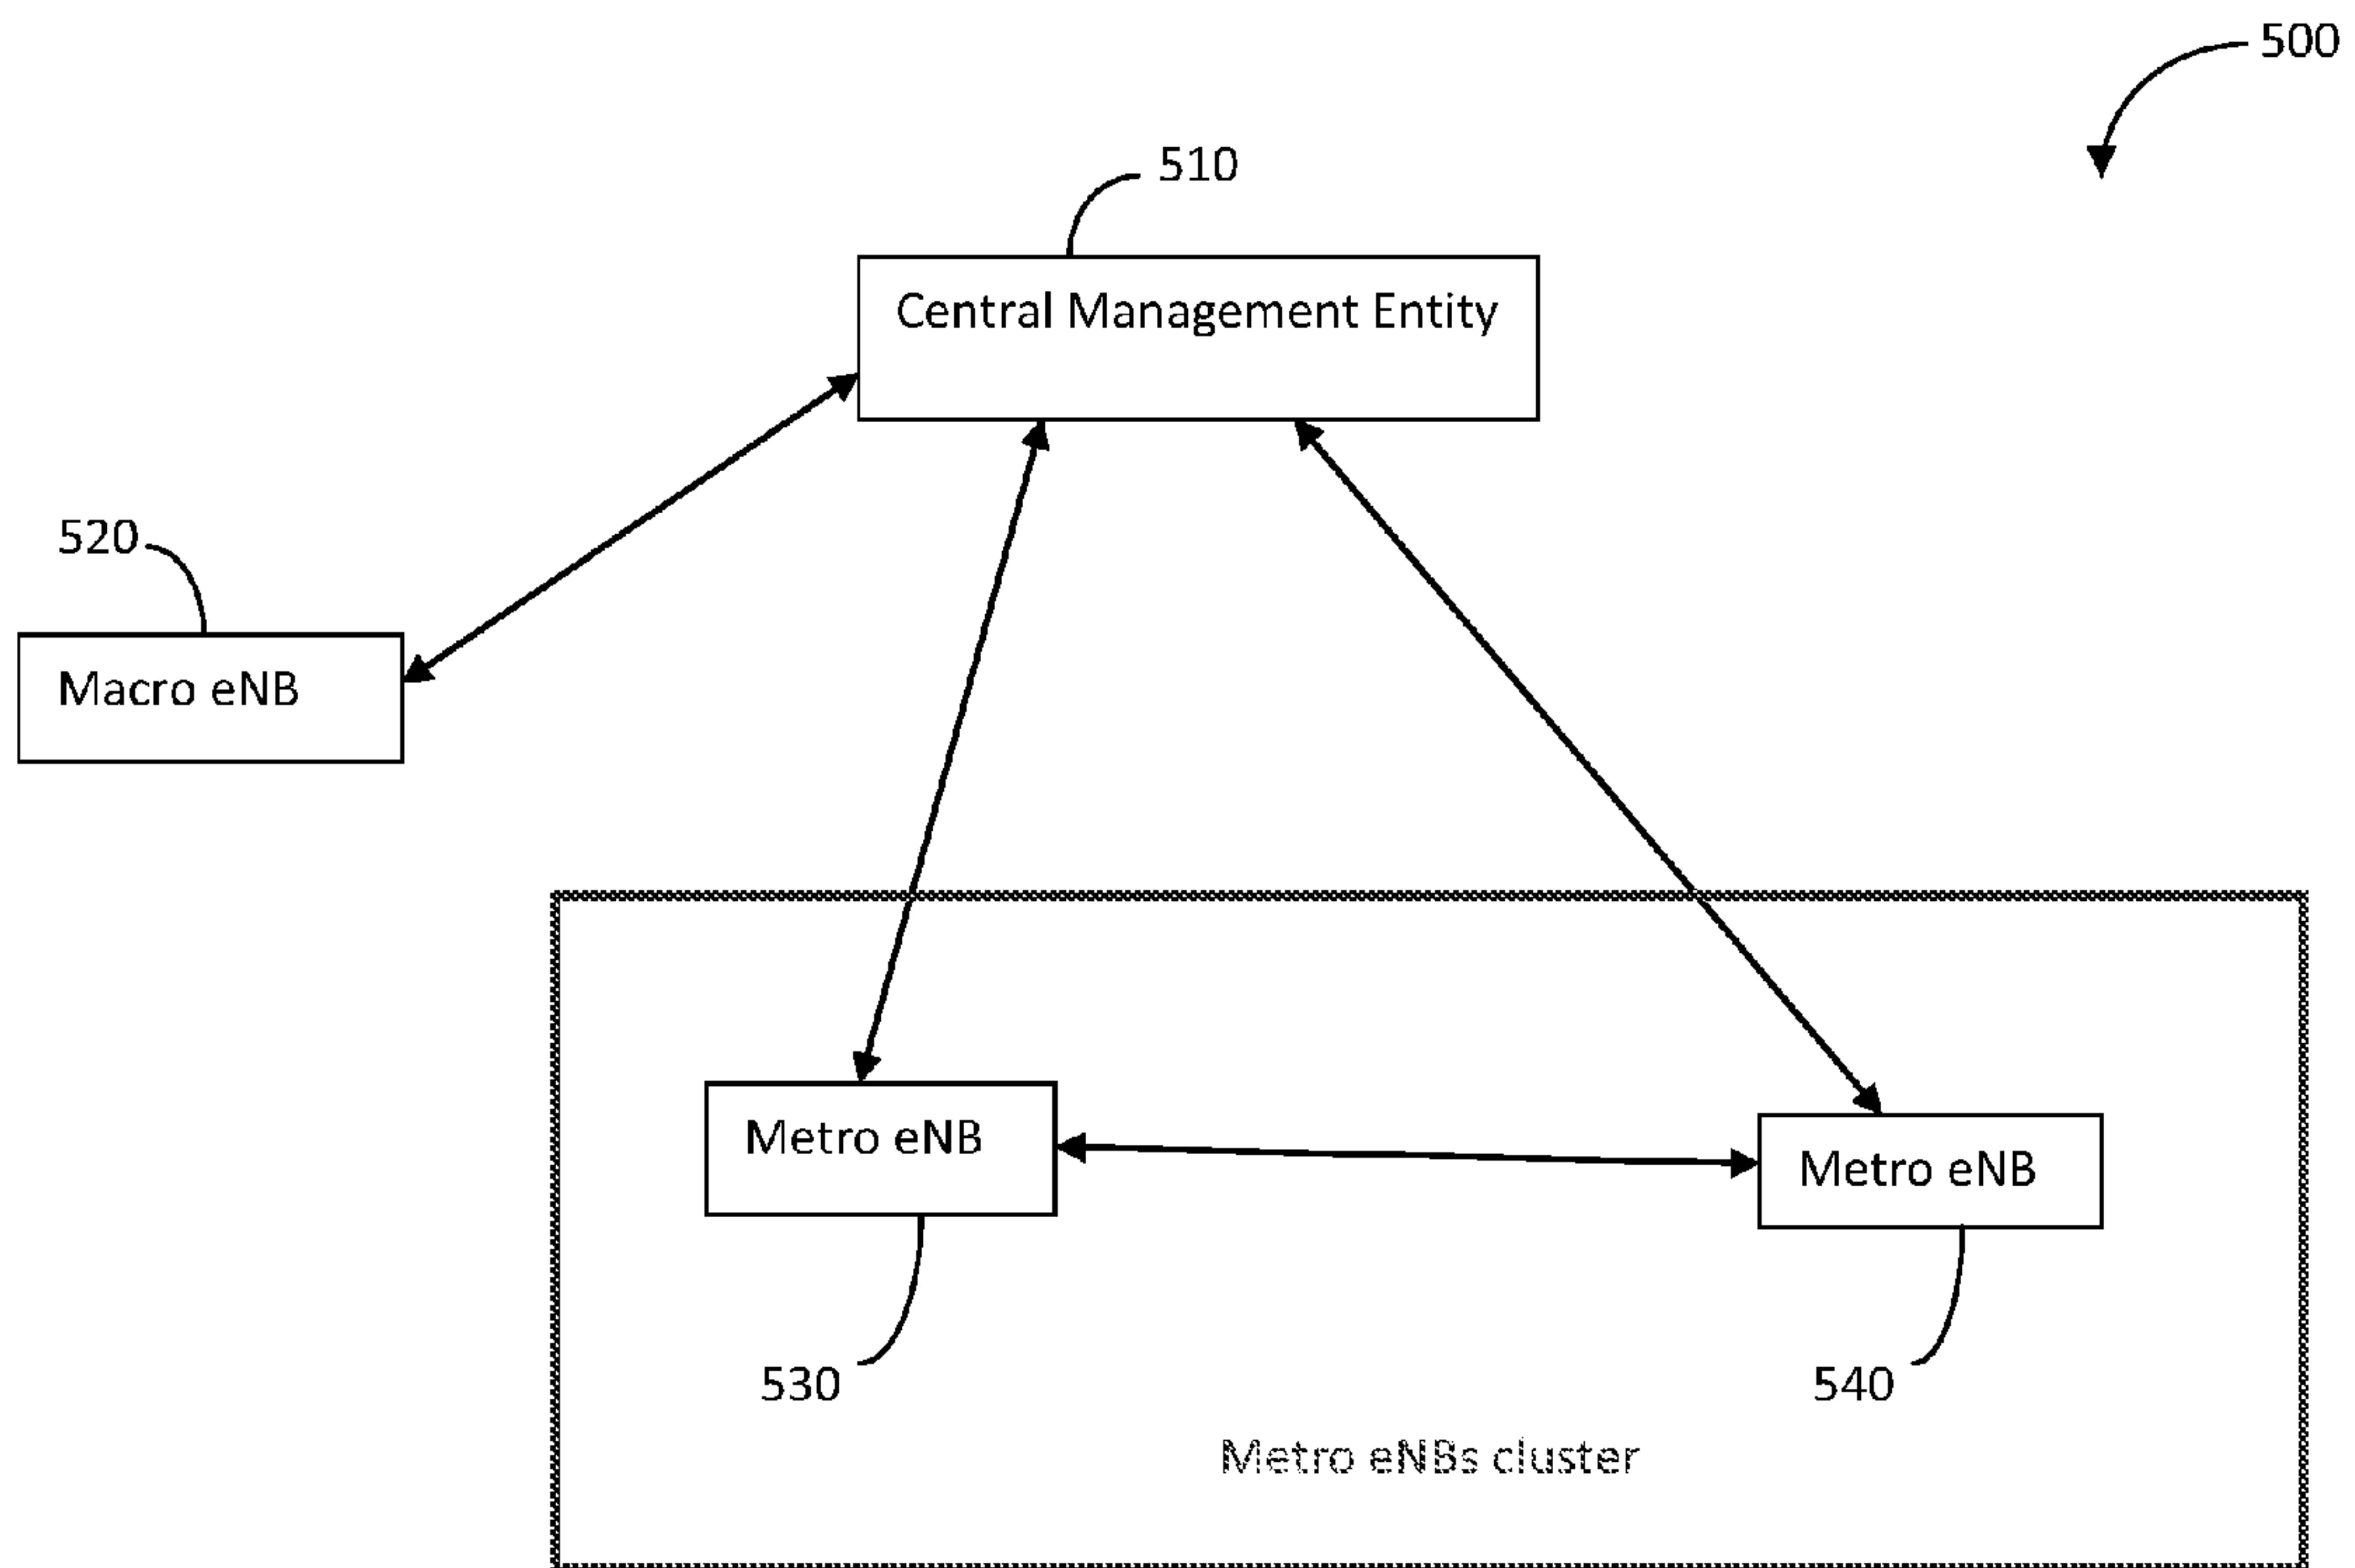 500
510
Central Management Entity
520
Macro eNB
Metro eNB
Metro eNB
530
540
Metro eNBs cluster